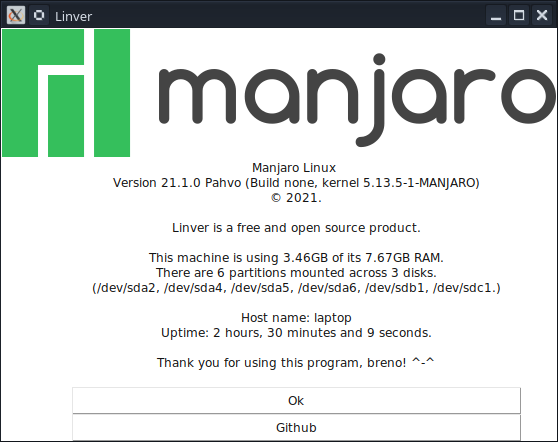 Linver
manjaro
Manjaro Linux
Version 21.1.0 Pahvo (Build none, kernel 5.13.5-1-MANJARO)
© 2021.
Linver is a free and open source product.
This machine is using 3.46GB of its 7.67GB RAM.
There are 6 partitions mounted across 3 disks.
(/dev/sda2, /dev/sda4, /dev/sda5, /dev/sda6, /dev/sdb1, /dev/sdc1.)
Host name: laptop
Uptime: 2 hours, 30 minutes and 9 seconds.
Thank you for using this program, breno! ^-^
Ok
Github